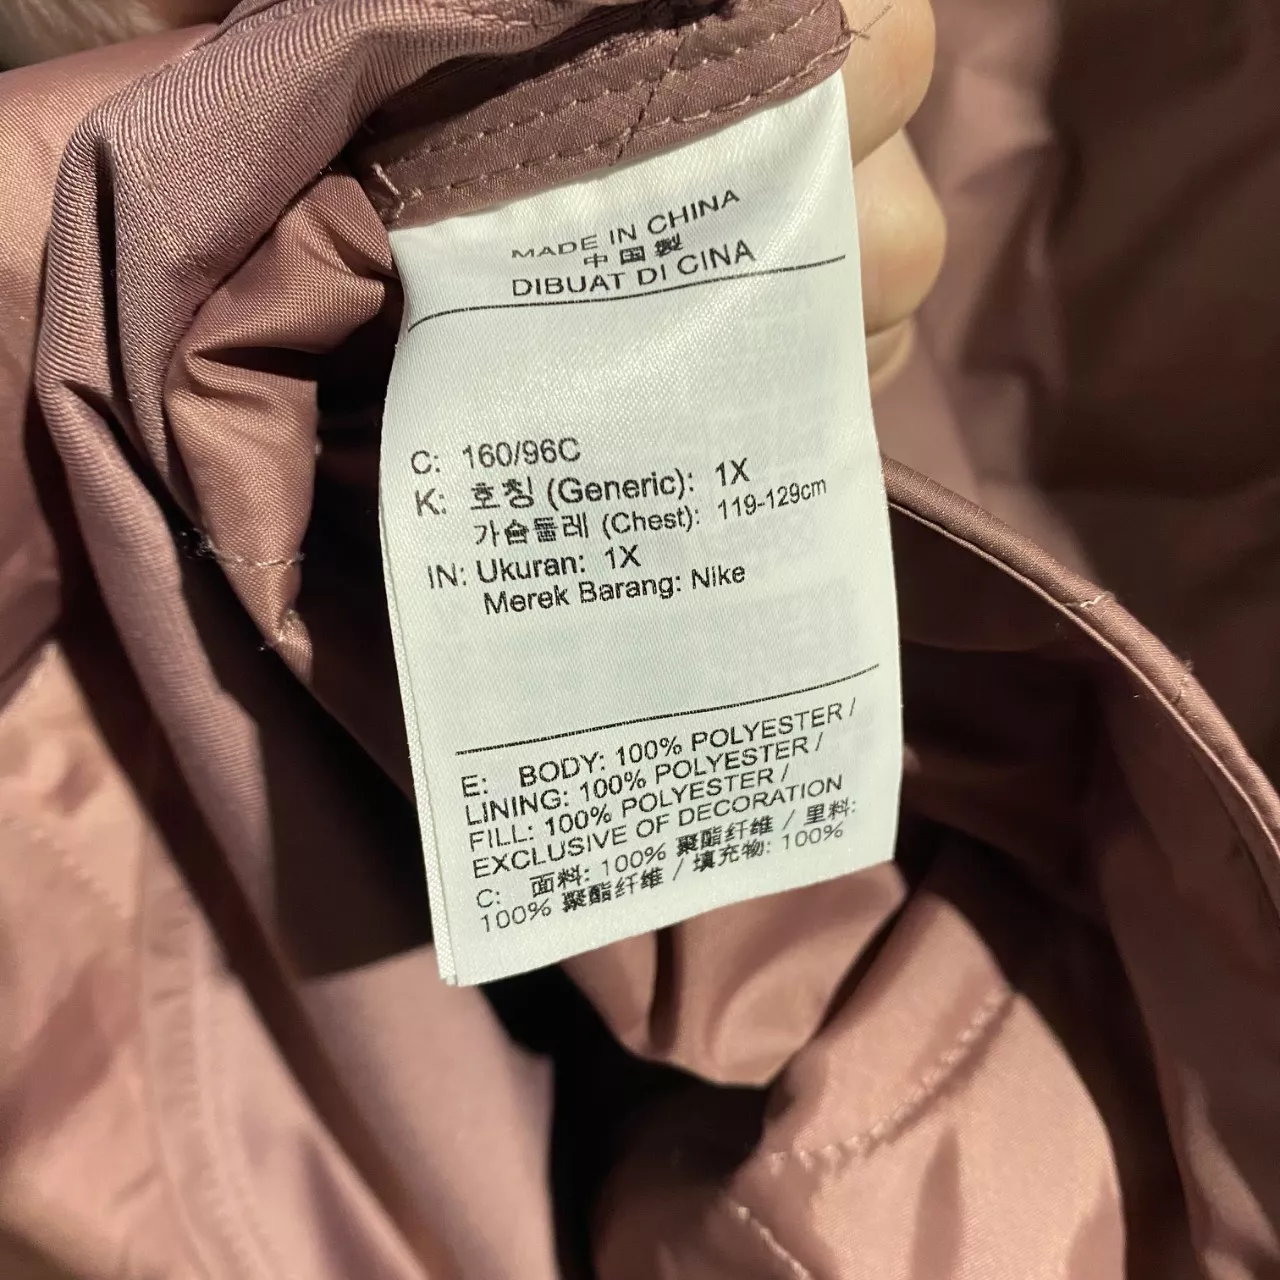 MADE IN CHINA
中国製
DIBUAT DI CINA
C: 160/96C
K: 호칭 (Generic): 1X
가슴둘레 (Chest): 119-129cm
IN: Ukuran: 1X
Merek Barang: Nike
E: BODY: 100% POLYESTER /
LINING: 100% POLYESTER /
FILL: 100% POLYESTER /
EXCLUSIVE OF DECORATION
C: 面料: 100% 聚酯纤维 / 里料:
100% 聚酯纤维 / 填充物: 100%